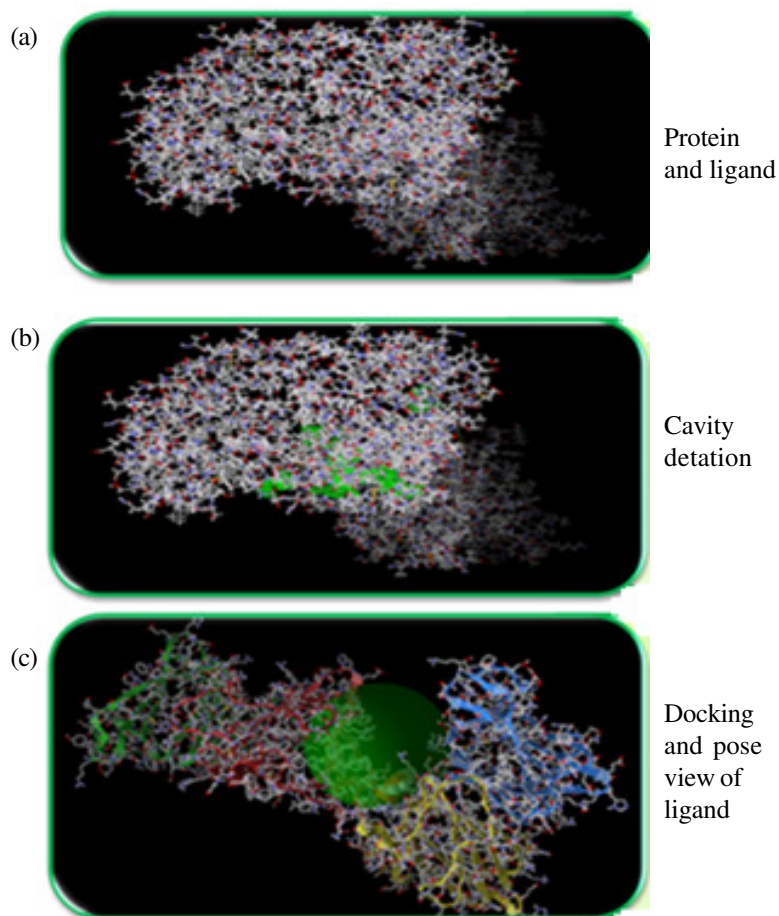 (a)
Protein
and ligand
(b)
Cavity
detation
(c)
Docking
and pose
view of
ligand